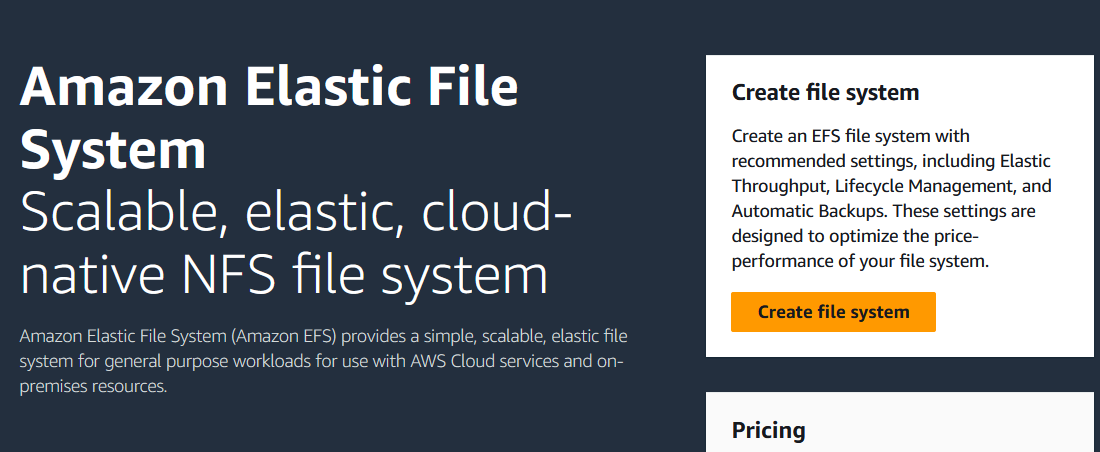 Amazon Elastic File
System
Scalable, elastic, cloud-
native NFS file system
Amazon Elastic File System (Amazon EFS) provides a simple, scalable, elastic file
system for general purpose workloads for use with AWS Cloud services and on-
premises resources.
Create file system
Create an EFS file system with
recommended settings, including Elastic
Throughput, Lifecycle Management, and
Automatic Backups. These settings are
designed to optimize the price-
performance of your file system.
Create file system
Pricing